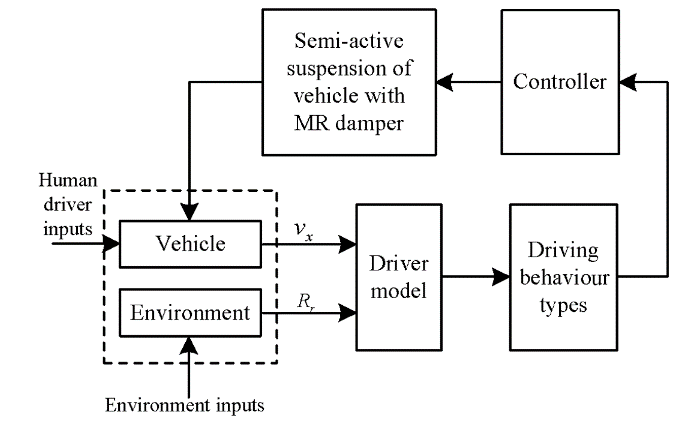 Semi-active
suspension of
vehicle with
MR damper
Controller
Human
driver
inputs
Vehicle
v_x
Driver
model
Driving
behaviour
types
Environment
R_r
Environment inputs